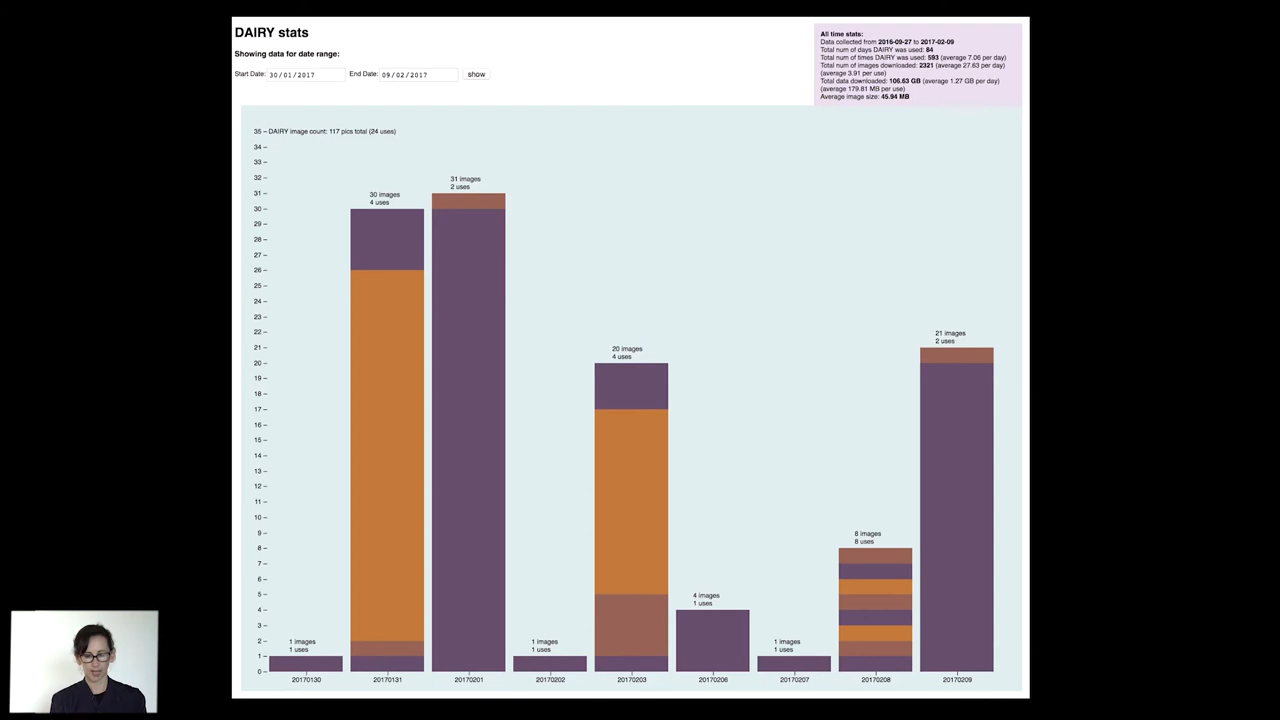 DAIRY stats
Showing data for date range:
Start Date: 30/01/2017 End Date: 09/02/2017 show
All time stats:
Data collected from 2016-09-27 to 2017-02-09
Total num of days DAIRY was used: 84
Total num of times DAIRY was used: 593 (average 7.06 per day)
Total num of images downloaded: 2321 (average 27.63 per day)
(average 3.91 per use)
Total data downloaded: 106.63 GB (average 1.27 GB per day)
(average 179.81 MB per use)
Average image size: 45.94 MB
35 – DAIRY image count: 117 pics total (24 uses)
34 –
33 –
32 –
31 –
30 –
29 –
28 –
27 –
26 –
25 –
24 –
23 –
22 –
21 –
20 –
19 –
18 –
17 –
16 –
15 –
14 –
13 –
12 –
11 –
10 –
9 –
8 –
7 –
6 –
5 –
4 –
3 –
2 –
1 –
0 –
1 images
1 uses
30 images
4 uses
31 images
2 uses
1 images
1 uses
20 images
4 uses
4 images
1 uses
1 images
1 uses
8 images
8 uses
21 images
2 uses
20170130 20170131 20170201 20170202 20170203 20170206 20170207 20170208 20170209